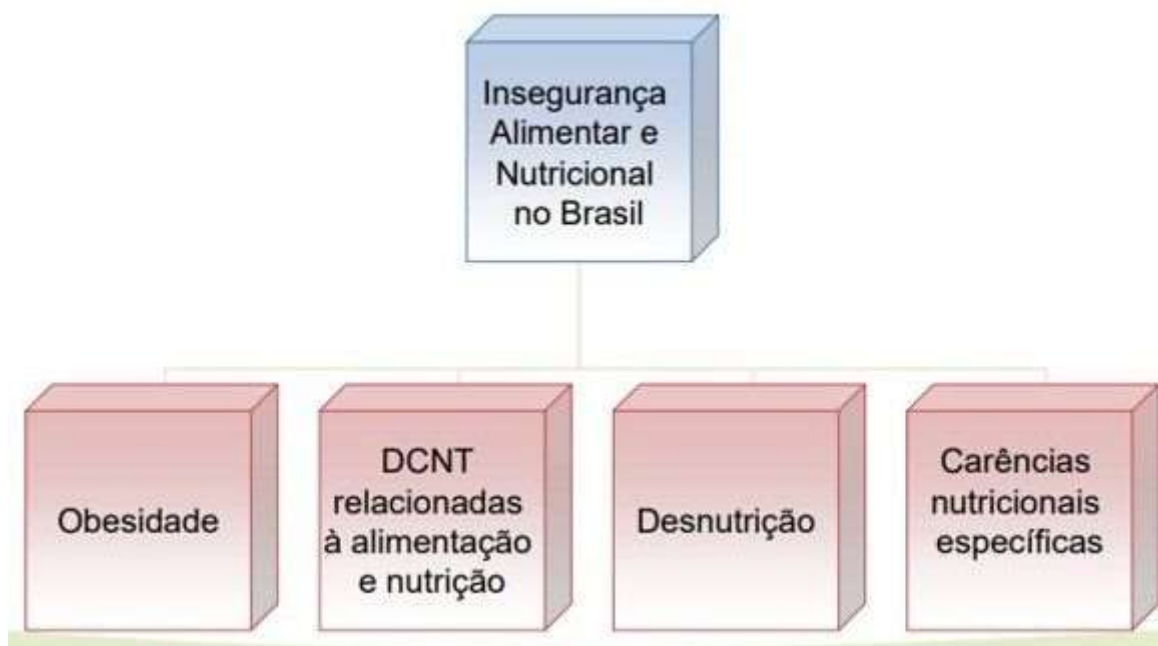 Insegurança
Alimentar e
Nutricional
no Brasil
Obesidade
DCNT
relacionadas
à alimentação
e nutrição
Desnutrição
Carências
nutricionais
específicas